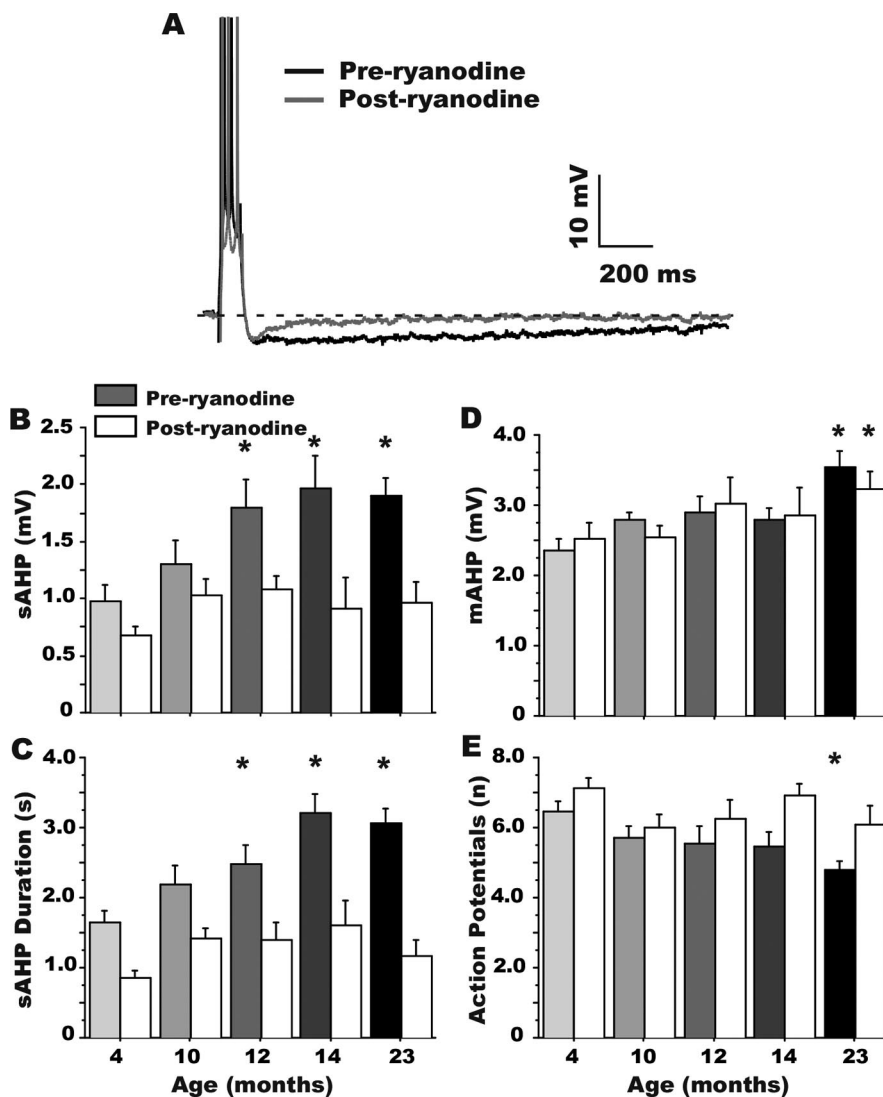 A
Pre-ryanodine
Post-ryanodine
10 mV
200 ms
Pre-ryanodine
Post-ryanodine
B
2.5
2.0
1.5
1.0
0.5
0
sAHP (mV)
* * *
D
4.0
3.0
2.0
1.0
0
mAHP (mV)
* *
C
4.0
3.0
2.0
1.0
0
sAHP Duration (s)
* * *
4 10 12 14 23
Age (months)
E
8.0
6.0
4.0
2.0
0
Action Potentials (n)
*
4 10 12 14 23
Age (months)